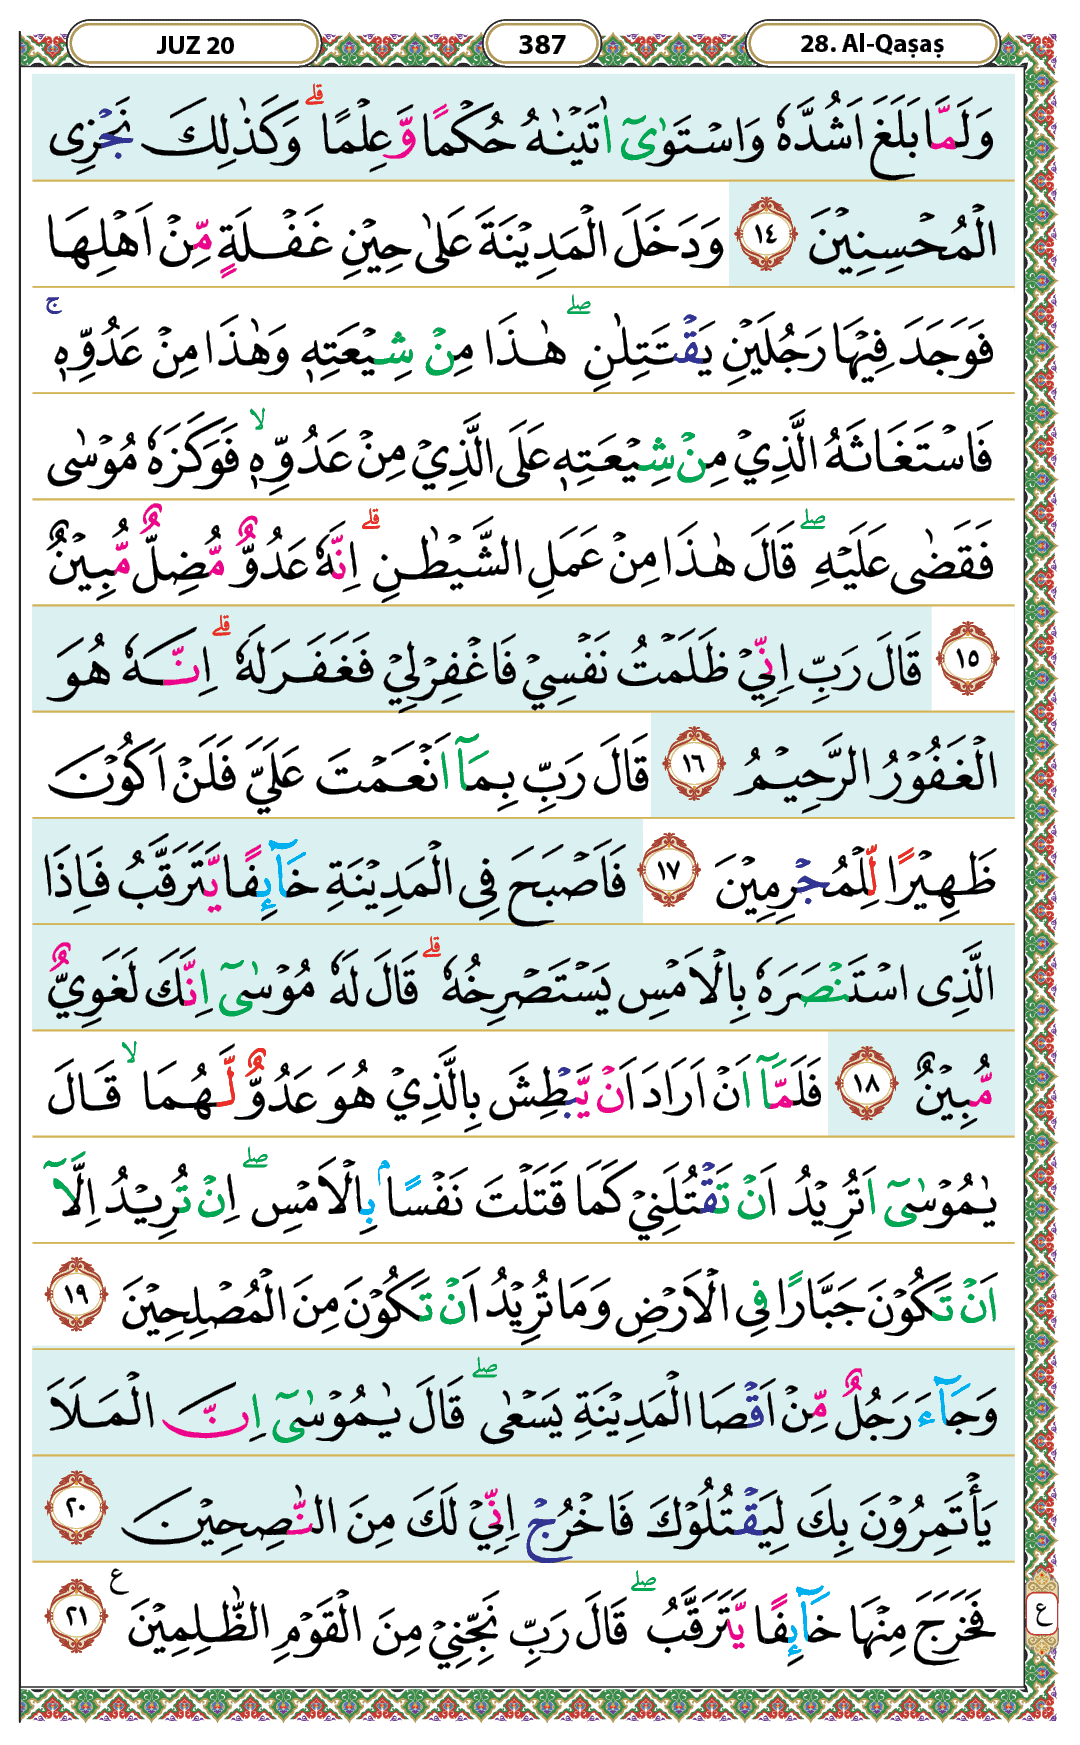 JUZ 20
387
28. Al-Qaṣaṣ
وَلَمَّا بَلَغَ اَشُدَّهٗ وَاسْتَوٰىٓ اٰتَيْنٰهُ حُكْمًا وَّعِلْمًا ۗ وَكَذٰلِكَ نَجْزِى
الْمُحْسِنِيْنَ ١٤ وَدَخَلَ الْمَدِيْنَةَ عَلٰى حِيْنِ غَفْلَةٍ مِّنْ اَهْلِهَا
فَوَجَدَ فِيْهَا رَجُلَيْنِ يَقْتَتِلٰنِ ۖ هٰذَا مِنْ شِيْعَتِهٖ وَهٰذَا مِنْ عَدُوِّهٖ ۚ
فَاسْتَغَاثَهُ الَّذِيْ مِنْ شِيْعَتِهٖ عَلَى الَّذِيْ مِنْ عَدُوِّهٖ ۙ فَوَكَزَهٗ مُوْسٰى
فَقَضٰى عَلَيْهِ ۖ قَالَ هٰذَا مِنْ عَمَلِ الشَّيْطٰنِ ۗ اِنَّهٗ عَدُوٌّ مُّضِلٌّ مُّبِيْنٌ
١٥ قَالَ رَبِّ اِنِّيْ ظَلَمْتُ نَفْسِيْ فَاغْفِرْ لِيْ فَغَفَرَ لَهٗ ۗ اِنَّهٗ هُوَ
الْغَفُوْرُ الرَّحِيْمُ ١٦ قَالَ رَبِّ بِمَآ اَنْعَمْتَ عَلَيَّ فَلَنْ اَكُوْنَ
ظَهِيْرًا لِّلْمُجْرِمِيْنَ ١٧ فَاَصْبَحَ فِى الْمَدِيْنَةِ خَآئِفًا يَّتَرَقَّبُ فَاِذَا
الَّذِى اسْتَنْصَرَهٗ بِالْاَمْسِ يَسْتَصْرِخُهٗ ۗ قَالَ لَهٗ مُوْسٰىٓ اِنَّكَ لَغَوِيٌّ
مُّبِيْنٌ ١٨ فَلَمَّآ اَنْ اَرَادَ اَنْ يَّبْطِشَ بِالَّذِيْ هُوَ عَدُوٌّ لَّهُمَا ۙ قَالَ
يٰمُوْسٰىٓ اَتُرِيْدُ اَنْ تَقْتُلَنِيْ كَمَا قَتَلْتَ نَفْسًاۢ بِالْاَمْسِ ۖ اِنْ تُرِيْدُ اِلَّآ
اَنْ تَكُوْنَ جَبَّارًا فِى الْاَرْضِ وَمَا تُرِيْدُ اَنْ تَكُوْنَ مِنَ الْمُصْلِحِيْنَ ١٩
وَجَآءَ رَجُلٌ مِّنْ اَقْصَا الْمَدِيْنَةِ يَسْعٰى ۖ قَالَ يٰمُوْسٰىٓ اِنَّ الْمَلَاَ
يَأْتَمِرُوْنَ بِكَ لِيَقْتُلُوْكَ فَاخْرُجْ اِنِّيْ لَكَ مِنَ النّٰصِحِيْنَ ٢٠
فَخَرَجَ مِنْهَا خَآئِفًا يَّتَرَقَّبُ ۖ قَالَ رَبِّ نَجِّنِيْ مِنَ الْقَوْمِ الظّٰلِمِيْنَ ع ٢١
ع